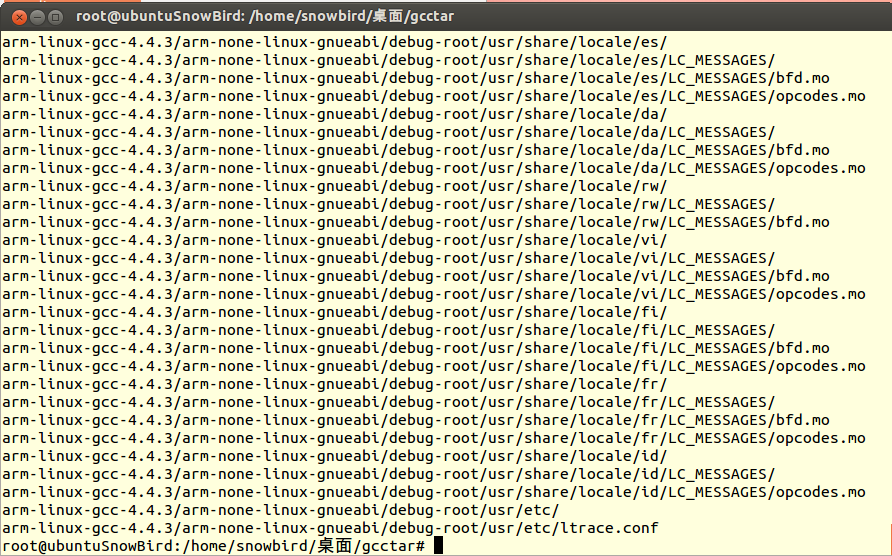 root@ubuntuSnowBird: /home/snowbird/桌面/gcctar
arm-linux-gcc-4.4.3/arm-none-linux-gnueabi/debug-root/usr/share/locale/es/
arm-linux-gcc-4.4.3/arm-none-linux-gnueabi/debug-root/usr/share/locale/es/LC_MESSAGES/
arm-linux-gcc-4.4.3/arm-none-linux-gnueabi/debug-root/usr/share/locale/es/LC_MESSAGES/bfd.mo
arm-linux-gcc-4.4.3/arm-none-linux-gnueabi/debug-root/usr/share/locale/es/LC_MESSAGES/opcodes.mo
arm-linux-gcc-4.4.3/arm-none-linux-gnueabi/debug-root/usr/share/locale/da/
arm-linux-gcc-4.4.3/arm-none-linux-gnueabi/debug-root/usr/share/locale/da/LC_MESSAGES/
arm-linux-gcc-4.4.3/arm-none-linux-gnueabi/debug-root/usr/share/locale/da/LC_MESSAGES/bfd.mo
arm-linux-gcc-4.4.3/arm-none-linux-gnueabi/debug-root/usr/share/locale/da/LC_MESSAGES/opcodes.mo
arm-linux-gcc-4.4.3/arm-none-linux-gnueabi/debug-root/usr/share/locale/rw/
arm-linux-gcc-4.4.3/arm-none-linux-gnueabi/debug-root/usr/share/locale/rw/LC_MESSAGES/
arm-linux-gcc-4.4.3/arm-none-linux-gnueabi/debug-root/usr/share/locale/rw/LC_MESSAGES/bfd.mo
arm-linux-gcc-4.4.3/arm-none-linux-gnueabi/debug-root/usr/share/locale/vi/
arm-linux-gcc-4.4.3/arm-none-linux-gnueabi/debug-root/usr/share/locale/vi/LC_MESSAGES/
arm-linux-gcc-4.4.3/arm-none-linux-gnueabi/debug-root/usr/share/locale/vi/LC_MESSAGES/bfd.mo
arm-linux-gcc-4.4.3/arm-none-linux-gnueabi/debug-root/usr/share/locale/vi/LC_MESSAGES/opcodes.mo
arm-linux-gcc-4.4.3/arm-none-linux-gnueabi/debug-root/usr/share/locale/fi/
arm-linux-gcc-4.4.3/arm-none-linux-gnueabi/debug-root/usr/share/locale/fi/LC_MESSAGES/
arm-linux-gcc-4.4.3/arm-none-linux-gnueabi/debug-root/usr/share/locale/fi/LC_MESSAGES/bfd.mo
arm-linux-gcc-4.4.3/arm-none-linux-gnueabi/debug-root/usr/share/locale/fi/LC_MESSAGES/opcodes.mo
arm-linux-gcc-4.4.3/arm-none-linux-gnueabi/debug-root/usr/share/locale/fr/
arm-linux-gcc-4.4.3/arm-none-linux-gnueabi/debug-root/usr/share/locale/fr/LC_MESSAGES/
arm-linux-gcc-4.4.3/arm-none-linux-gnueabi/debug-root/usr/share/locale/fr/LC_MESSAGES/bfd.mo
arm-linux-gcc-4.4.3/arm-none-linux-gnueabi/debug-root/usr/share/locale/fr/LC_MESSAGES/opcodes.mo
arm-linux-gcc-4.4.3/arm-none-linux-gnueabi/debug-root/usr/share/locale/id/
arm-linux-gcc-4.4.3/arm-none-linux-gnueabi/debug-root/usr/share/locale/id/LC_MESSAGES/
arm-linux-gcc-4.4.3/arm-none-linux-gnueabi/debug-root/usr/share/locale/id/LC_MESSAGES/opcodes.mo
arm-linux-gcc-4.4.3/arm-none-linux-gnueabi/debug-root/usr/etc/
arm-linux-gcc-4.4.3/arm-none-linux-gnueabi/debug-root/usr/etc/ltrace.conf
root@ubuntuSnowBird:/home/snowbird/桌面/gcctar#